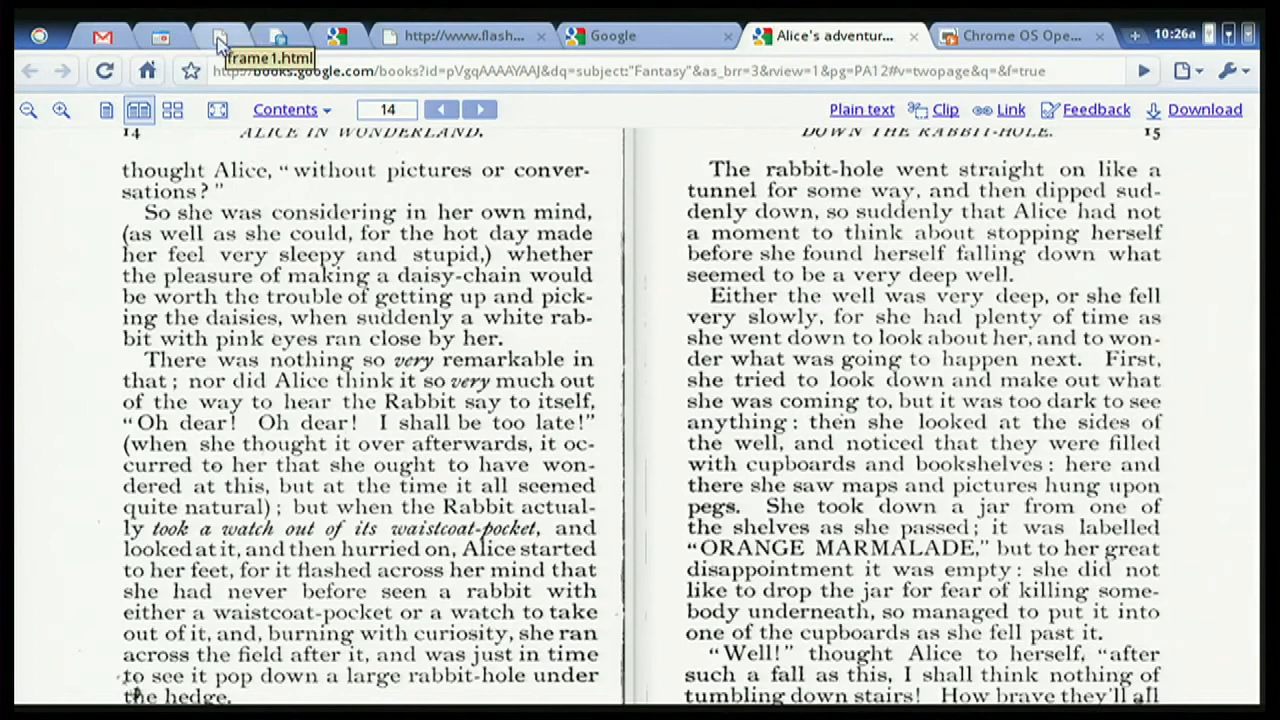 http://www.flash...
Google
Alice's adventur...
Chrome OS Ope...
10:26a
frame1.html
http://books.google.com/books?id=pVgqAAAAYAAJ&dq=subject:"Fantasy"&as_brr=3&rview=1&pg=PA12#v=twopage&q=&f=true
Contents
14
Plain text
Clip
Link
Feedback
Download
14 ALICE IN WONDERLAND.
thought Alice, “without pictures or conver-
sations?”
So she was considering in her own mind,
(as well as she could, for the hot day made
her feel very sleepy and stupid,) whether
the pleasure of making a daisy-chain would
be worth the trouble of getting up and pick-
ing the daisies, when suddenly a white rab-
bit with pink eyes ran close by her.
There was nothing so very remarkable in
that; nor did Alice think it so very much out
of the way to hear the Rabbit say to itself,
“Oh dear! Oh dear! I shall be too late!”
(when she thought it over afterwards, it oc-
curred to her that she ought to have won-
dered at this, but at the time it all seemed
quite natural); but when the Rabbit actual-
ly took a watch out of its waistcoat-pocket, and
looked at it, and then hurried on, Alice started
to her feet, for it flashed across her mind that
she had never before seen a rabbit with
either a waistcoat-pocket or a watch to take
out of it, and, burning with curiosity, she ran
across the field after it, and was just in time
to see it pop down a large rabbit-hole under
the hedge.
DOWN THE RABBIT-HOLE. 15
The rabbit-hole went straight on like a
tunnel for some way, and then dipped sud-
denly down, so suddenly that Alice had not
a moment to think about stopping herself
before she found herself falling down what
seemed to be a very deep well.
Either the well was very deep, or she fell
very slowly, for she had plenty of time as
she went down to look about her, and to won-
der what was going to happen next. First,
she tried to look down and make out what
she was coming to, but it was too dark to see
anything: then she looked at the sides of
the well, and noticed that they were filled
with cupboards and bookshelves: here and
there she saw maps and pictures hung upon
pegs. She took down a jar from one of
the shelves as she passed; it was labelled
“ORANGE MARMALADE,” but to her great
disappointment it was empty: she did not
like to drop the jar for fear of killing some-
body underneath, so managed to put it into
one of the cupboards as she fell past it.
“Well!” thought Alice to herself, “after
such a fall as this, I shall think nothing of
tumbling down stairs! How brave they'll all